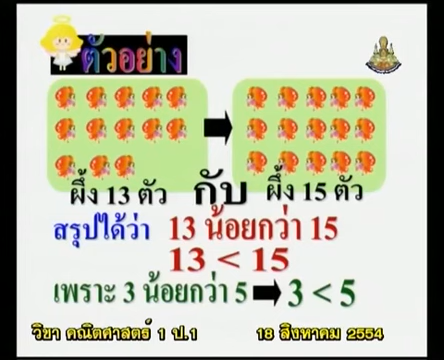 ตัวอย่าง
ผึ้ง 13 ตัว กับ ผึ้ง 15 ตัว
สรุปได้ว่า 13 น้อยกว่า 15
13 < 15
เพราะ 3 น้อยกว่า 5 ➡ 3 < 5
วิชา คณิตศาสตร์ 1 ป.1 18 สิงหาคม 2554